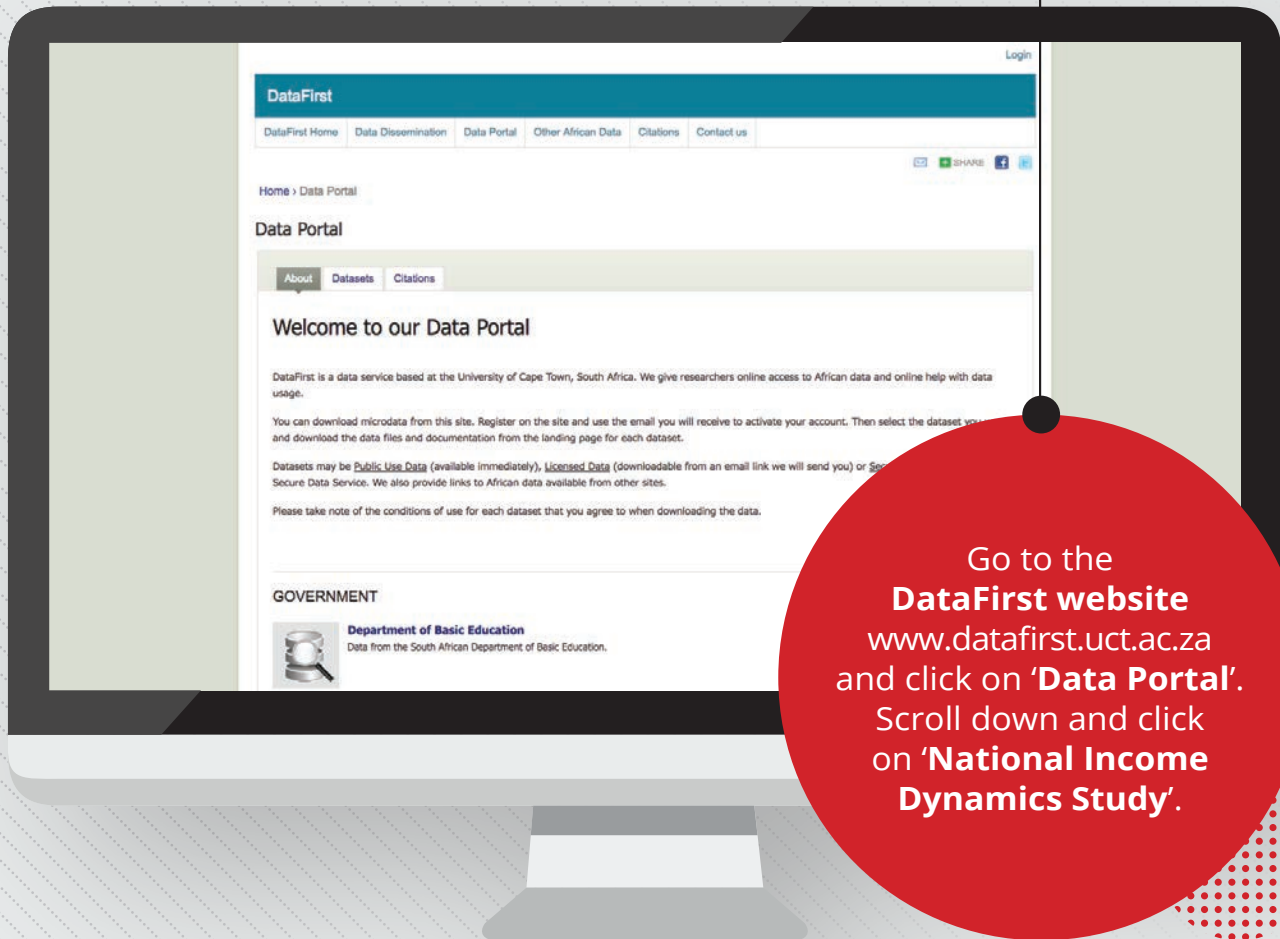 Login
DataFirst
DataFirst Home Data Dissemination Data Portal Other African Data Citations Contact us
SHARE
Home › Data Portal
Data Portal
About Datasets Citations
Welcome to our Data Portal
DataFirst is a data service based at the University of Cape Town, South Africa. We give researchers online access to African data and online help with data
usage.
You can download microdata from this site. Register on the site and use the email you will receive to activate your account. Then select the dataset
and download the data files and documentation from the landing page for each dataset.
Datasets may be Public Use Data (available immediately), Licensed Data (downloadable from an email link we will send you) or
Secure Data Service. We also provide links to African data available from other sites.
Please take note of the conditions of use for each dataset that you agree to when downloading the data.
GOVERNMENT
Department of Basic Education
Data from the South African Department of Basic Education.
Go to the
DataFirst website
www.datafirst.uct.ac.za
and click on ‘Data Portal’.
Scroll down and click
on ‘National Income
Dynamics Study’.